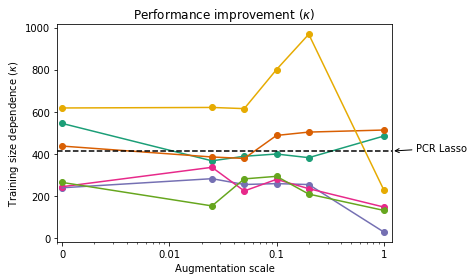 Performance improvement (κ)
Training size dependence (κ)
1000
800
600
400
200
0
PCR Lasso
0
0.01
0.1
1
Augmentation scale